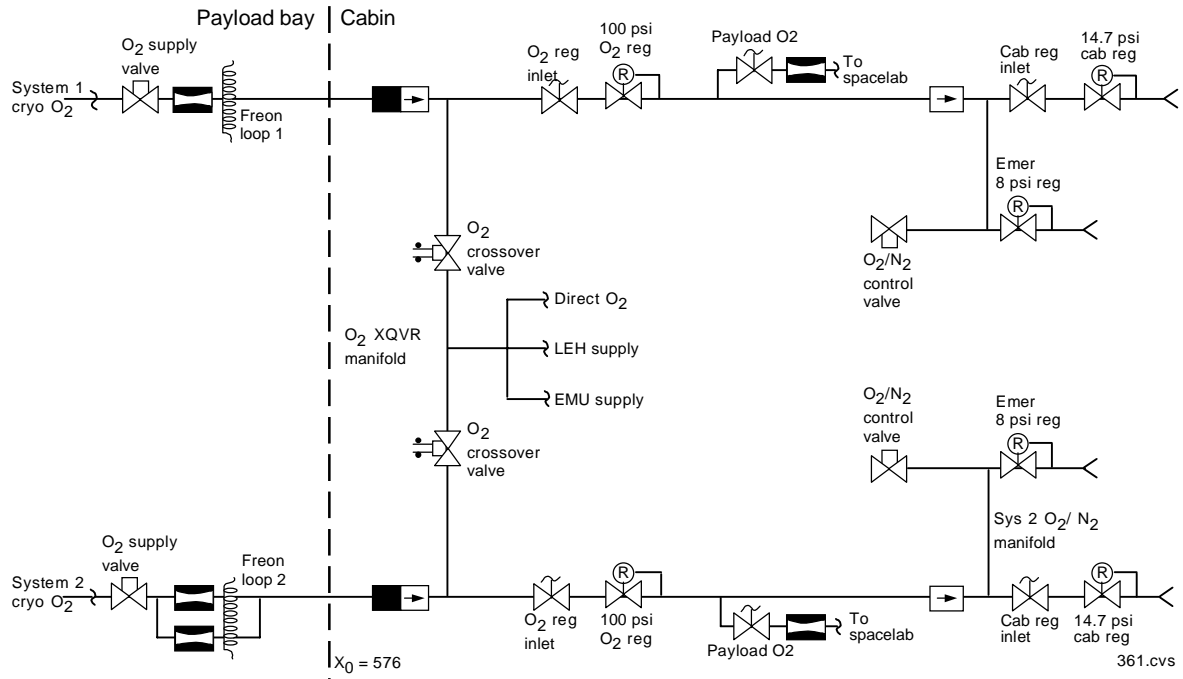 Payload bay
Cabin
O2 supply
valve
System 1
cryo O2
Freon
loop 1
O2 reg
inlet
100 psi
O2 reg
R
Payload O2
To
spacelab
Cab reg
inlet
14.7 psi
cab reg
R
Emer
8 psi reg
R
O2/N2
control
valve
O2
crossover
valve
Direct O2
O2 XQVR
manifold
LEH supply
EMU supply
O2
crossover
valve
O2/N2
control
valve
Emer
8 psi reg
R
Sys 2 O2/ N2
manifold
O2 supply
valve
System 2
cryo O2
Freon
loop 2
O2 reg
inlet
R
100 psi
O2 reg
Payload O2
To
spacelab
Cab reg
inlet
R
14.7 psi
cab reg
X0 = 576
361.cvs